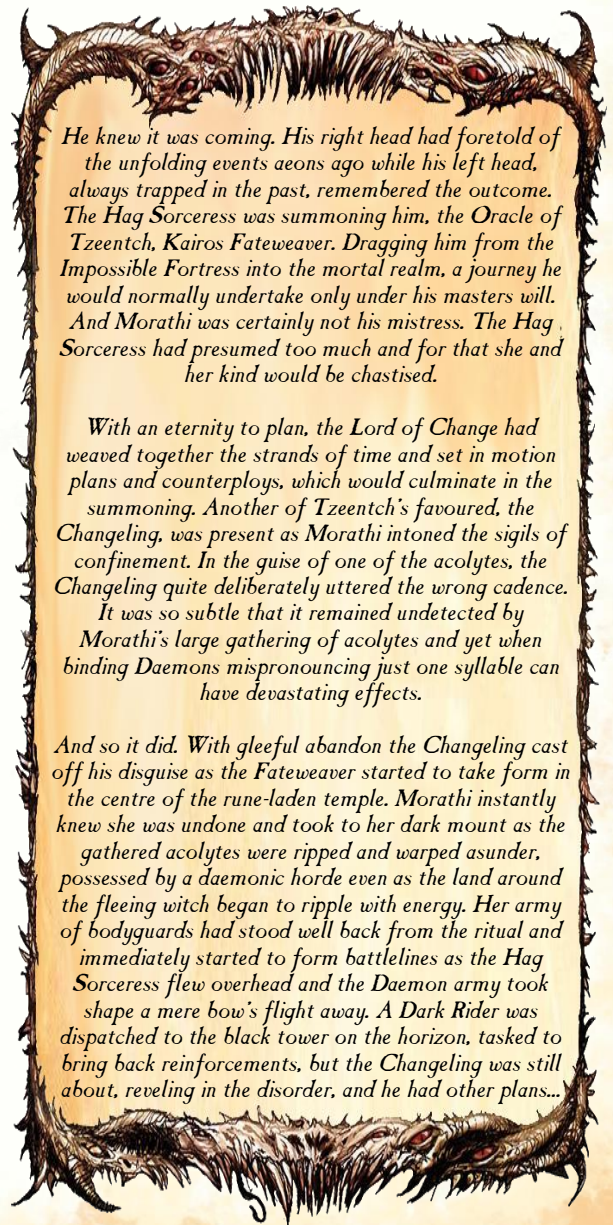 He knew it was coming. His right head had foretold of
the unfolding events aeons ago while his left head,
always trapped in the past, remembered the outcome.
The Hag Sorceress was summoning him, the Oracle of
Tzeentch, Kairos Fateweaver. Dragging him from the
Impossible Fortress into the mortal realm, a journey he
would normally undertake only under his masters will.
And Morathi was certainly not his mistress. The Hag
Sorceress had presumed too much and for that she and
her kind would be chastised.
With an eternity to plan, the Lord of Change had
weaved together the strands of time and set in motion
plans and counterploys, which would culminate in the
summoning. Another of Tzeentch's favoured, the
Changeling, was present as Morathi intoned the sigils of
confinement. In the guise of one of the acolytes, the
Changeling quite deliberately uttered the wrong cadence.
It was so subtle that it remained undetected by
Morathi's large gathering of acolytes and yet when
binding Daemons mispronouncing just one syllable can
have devastating effects.
And so it did. With gleeful abandon the Changeling cast
off his disguise as the Fateweaver started to take form in
the centre of the rune-laden temple. Morathi instantly
knew she was undone and took to her dark mount as the
gathered acolytes were ripped and warped asunder,
possessed by a daemonic horde even as the land around
the fleeing witch began to ripple with energy. Her army
of bodyguards had stood well back from the ritual and
immediately started to form battlelines as the Hag
Sorceress flew overhead and the Daemon army took
shape a mere bow's flight away. A Dark Rider was
dispatched to the black tower on the horizon, tasked to
bring back reinforcements, but the Changeling was still
about, reveling in the disorder, and he had other plans...